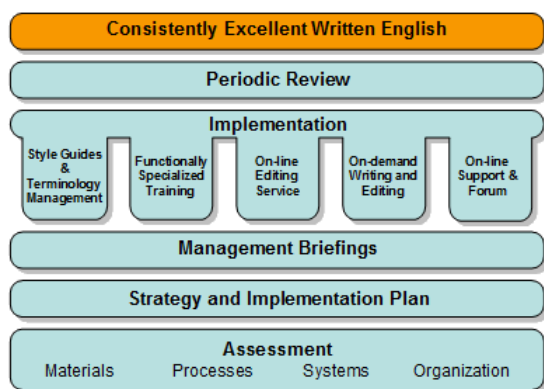 Consistently Excellent Written English
Periodic Review
Implementation
Style Guides
&
Terminology
Management
Functionally
Specialized
Training
On-line
Editing
Service
On-demand
Writing and
Editing
On-line
Support &
Forum
Management Briefings
Strategy and Implementation Plan
Assessment
Materials Processes Systems Organization